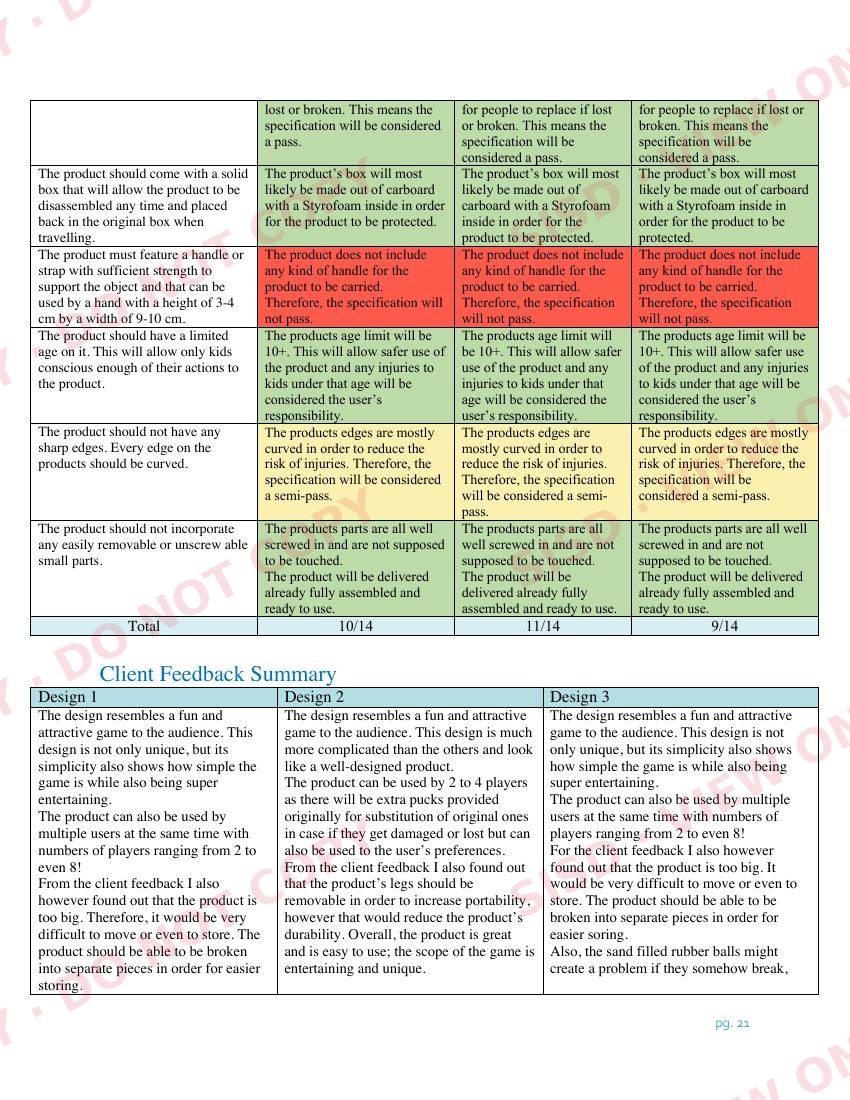 lost or broken. This means the
specification will be considered
a pass.
for people to replace if lost
or broken. This means the
specification will be
considered a pass.
for people to replace if lost or
broken. This means the
specification will be
considered a pass.
The product should come with a solid
box that will allow the product to be
disassembled any time and placed
back in the original box when
travelling.
The product’s box will most
likely be made out of carboard
with a Styrofoam inside in order
for the product to be protected.
The product’s box will most
likely be made out of
carboard with a Styrofoam
inside in order for the
product to be protected.
The product’s box will most
likely be made out of carboard
with a Styrofoam inside in
order for the product to be
protected.
The product must feature a handle or
strap with sufficient strength to
support the object and that can be
used by a hand with a height of 3-4
cm by a width of 9-10 cm.
The product does not include
any kind of handle for the
product to be carried.
Therefore, the specification will
not pass.
The product does not include
any kind of handle for the
product to be carried.
Therefore, the specification
will not pass.
The product does not include
any kind of handle for the
product to be carried.
Therefore, the specification
will not pass.
The product should have a limited
age on it. This will allow only kids
conscious enough of their actions to
the product.
The products age limit will be
10+. This will allow safer use of
the product and any injuries to
kids under that age will be
considered the user’s
responsibility.
The products age limit will
be 10+. This will allow safer
use of the product and any
injuries to kids under that
age will be considered the
user’s responsibility.
The products age limit will be
10+. This will allow safer use
of the product and any injuries
to kids under that age will be
considered the user’s
responsibility.
The product should not have any
sharp edges. Every edge on the
products should be curved.
The products edges are mostly
curved in order to reduce the
risk of injuries. Therefore, the
specification will be considered
a semi-pass.
The products edges are
mostly curved in order to
reduce the risk of injuries.
Therefore, the specification
will be considered a semi-
pass.
The products edges are mostly
curved in order to reduce the
risk of injuries. Therefore, the
specification will be
considered a semi-pass.
The product should not incorporate
any easily removable or unscrew able
small parts.
The products parts are all well
screwed in and are not supposed
to be touched.
The product will be delivered
already fully assembled and
ready to use.
The products parts are all
well screwed in and are not
supposed to be touched.
The product will be
delivered already fully
assembled and ready to use.
The products parts are all well
screwed in and are not
supposed to be touched.
The product will be delivered
already fully assembled and
ready to use.
Total
10/14
11/14
9/14
Client Feedback Summary
Design 1
Design 2
Design 3
The design resembles a fun and
attractive game to the audience. This
design is not only unique, but its
simplicity also shows how simple the
game is while also being super
entertaining.
The product can also be used by
multiple users at the same time with
numbers of players ranging from 2 to
even 8!
From the client feedback I also
however found out that the product is
too big. Therefore, it would be very
difficult to move or even to store. The
product should be able to be broken
into separate pieces in order for easier
storing.
The design resembles a fun and attractive
game to the audience. This design is much
more complicated than the others and look
like a well-designed product.
The product can be used by 2 to 4 players
as there will be extra pucks provided
originally for substitution of original ones
in case if they get damaged or lost but can
also be used to the user’s preferences.
From the client feedback I also found out
that the product’s legs should be
removable in order to increase portability,
however that would reduce the product’s
durability. Overall, the product is great
and is easy to use; the scope of the game is
entertaining and unique.
The design resembles a fun and attractive
game to the audience. This design is not
only unique, but its simplicity also shows
how simple the game is while also being
super entertaining.
The product can also be used by multiple
users at the same time with numbers of
players ranging from 2 to even 8!
For the client feedback I also however
found out that the product is too big. It
would be very difficult to move or even to
store. The product should be able to be
broken into separate pieces in order for
easier soring.
Also, the sand filled rubber balls might
create a problem if they somehow break,
pg. 21
SISD · VIEW ON
Y · DO NOT COPY
SISD · VIEW ON
Y · DO NOT COPY
SISD · VIEW ON
Y · DO NOT COPY
VIEW ON